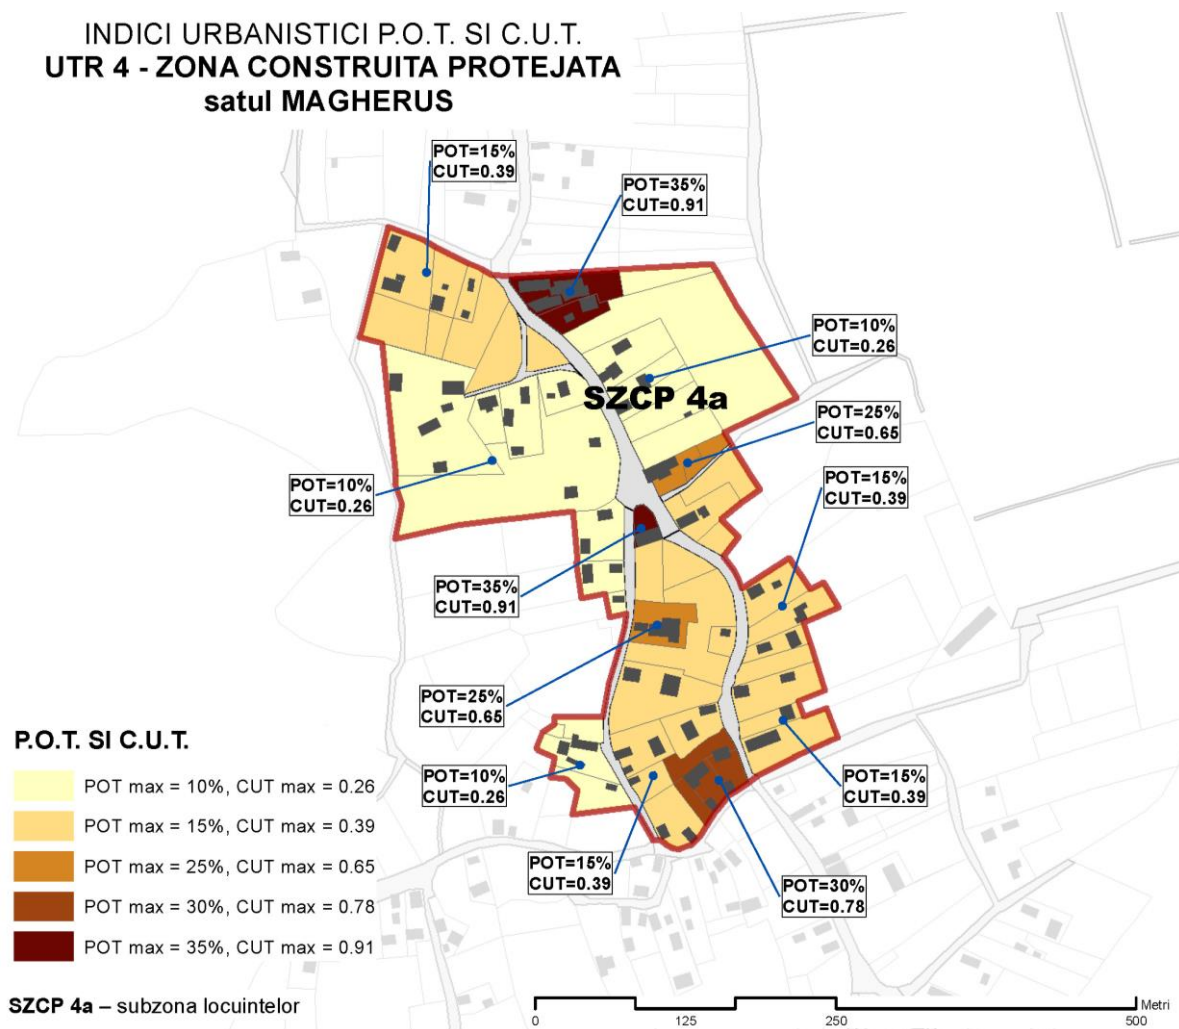 INDICI URBANISTICI P.O.T. SI C.U.T.
UTR 4 - ZONA CONSTRUITA PROTEJATA
satul MAGHERUS
POT=15%
CUT=0.39
POT=35%
CUT=0.91
POT=10%
CUT=0.26
SZCP 4a
POT=25%
CUT=0.65
POT=10%
CUT=0.26
POT=15%
CUT=0.39
POT=35%
CUT=0.91
POT=25%
CUT=0.65
POT=10%
CUT=0.26
POT=15%
CUT=0.39
POT=15%
CUT=0.39
POT=30%
CUT=0.78
P.O.T. SI C.U.T.
POT max = 10%, CUT max = 0.26
POT max = 15%, CUT max = 0.39
POT max = 25%, CUT max = 0.65
POT max = 30%, CUT max = 0.78
POT max = 35%, CUT max = 0.91
SZCP 4a – subzona locuintelor
Metri
0 125 250 500